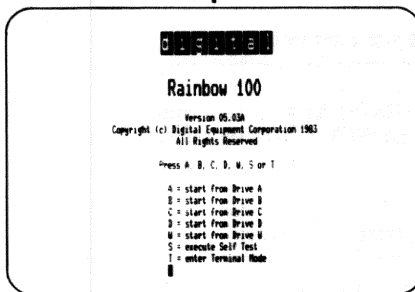 digital
Rainbow 100
Version 05.03A
Copyright (c) Digital Equipment Corporation 1983
All Rights Reserved
Press A, B, C, D, W, S or T
A = start from Drive A
B = start from Drive B
C = start from Drive C
D = start from Drive D
W = start from Drive W
S = execute Self Test
T = enter Terminal Mode